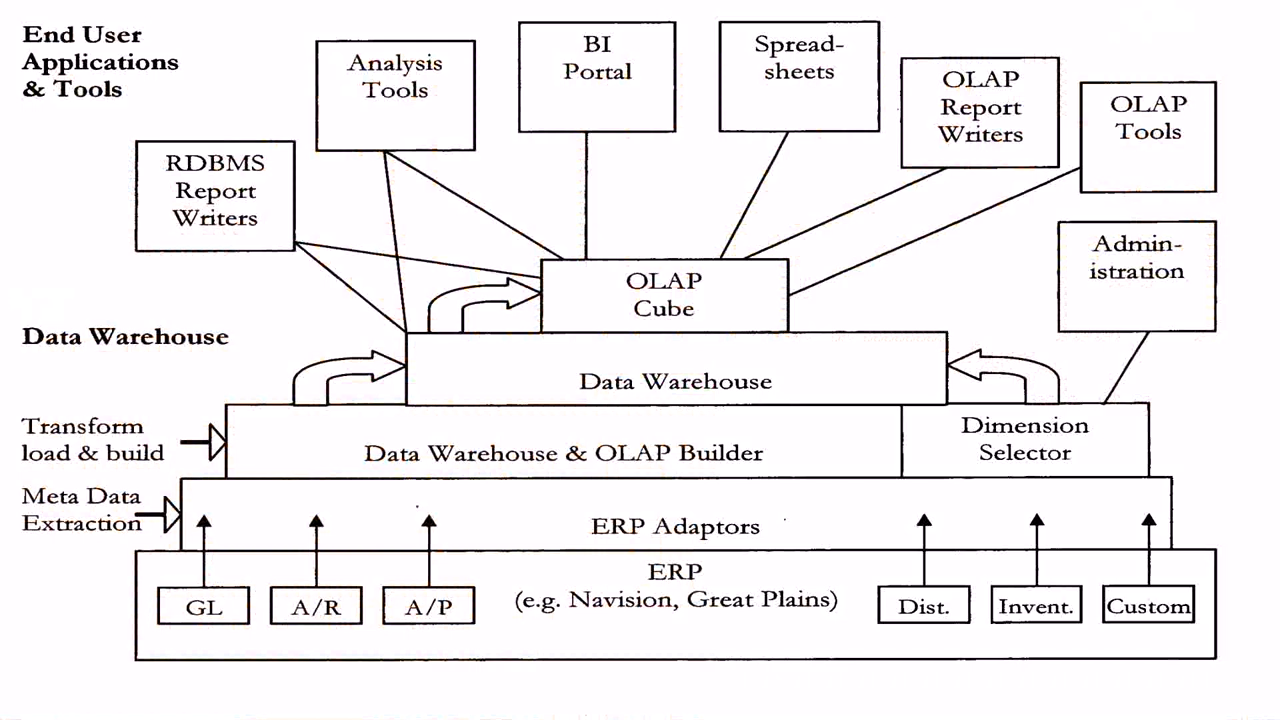 End User
Applications
& Tools
Analysis
Tools
BI
Portal
Spread-
sheets
OLAP
Report
Writers
OLAP
Tools
RDBMS
Report
Writers
Admin-
istration
OLAP
Cube
Data Warehouse
Data Warehouse
Transform
load & build
Data Warehouse & OLAP Builder
Dimension
Selector
Meta Data
Extraction
ERP Adaptors
ERP
(e.g. Navision, Great Plains)
GL
A/R
A/P
Dist.
Invent.
Custom